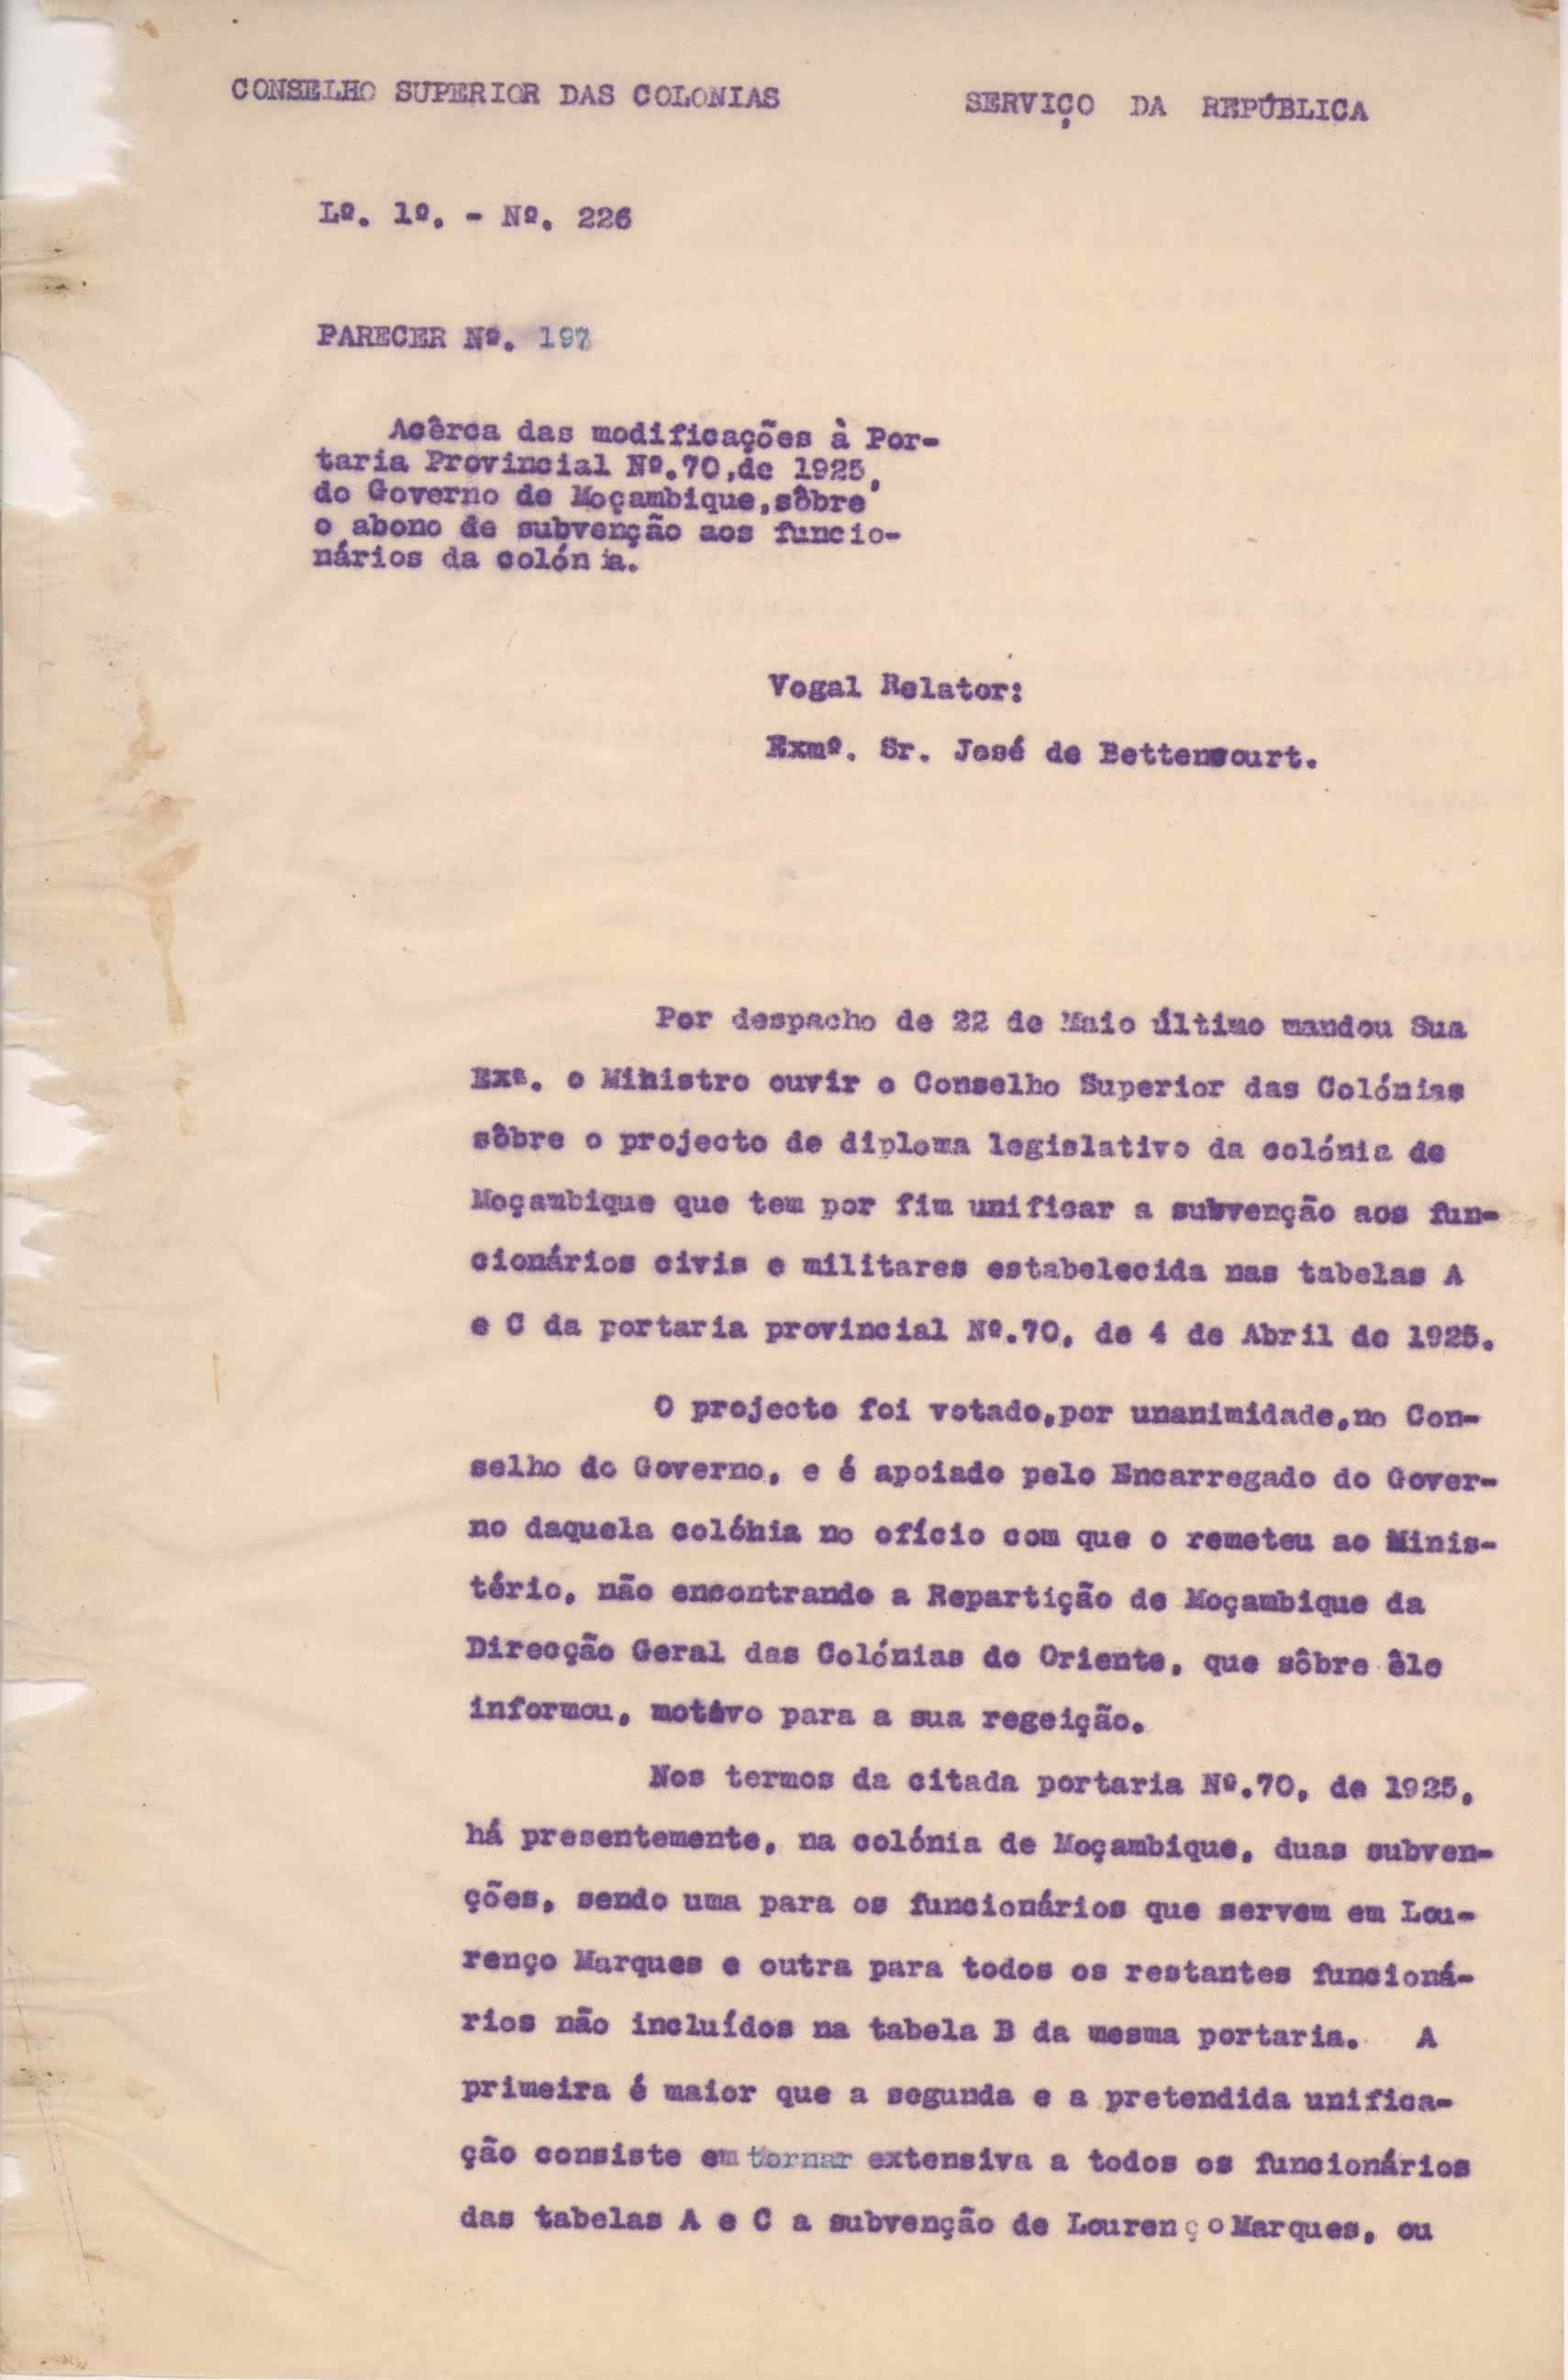 CONSELHO SUPERIOR DAS COLONIAS
SERVIÇO DA REPÚBLICA
Lº. 1º. - Nº. 226
PARECER Nº. 197
Acêrca das modificações à Por-
taria Provincial Nº.70,de 1925,
do Governo de Moçambique,sôbre
o abono de subvenção aos funcio-
nários da colónia.
Vogal Relator:
Exmº. Sr. José de Bettencourt.
Por despacho de 22 de Maio último mandou Sua
Exª. o Ministro ouvir o Conselho Superior das Colónias
sôbre o projecto de diploma legislativo da colónia de
Moçambique que tem por fim unificar a subvenção aos fun-
cionários civis e militares estabelecida nas tabelas A
e C da portaria provincial Nº.70, de 4 de Abril de 1925.
O projecto foi votado,por unanimidade,no Con-
selho do Governo, e é apoiado pelo Encarregado do Gover-
no daquela colóhia no ofício com que o remeteu ao Minis-
tério, não encontrando a Repartição de Moçambique da
Direcção Geral das Colónias do Oriente, que sôbre êle
informou, motivo para a sua regeição.
Nos termos da citada portaria Nº.70, de 1925,
há presentemente, na colónia de Moçambique, duas subven-
ções, sendo uma para os funcionários que servem em Lou-
renço Marques e outra para todos os restantes funcioná-
rios não incluídos na tabela B da mesma portaria. A
primeira é maior que a segunda e a pretendida unifica-
ção consiste em tornar extensiva a todos os funcionários
das tabelas A e C a subvenção de Lourenço Marques, ou